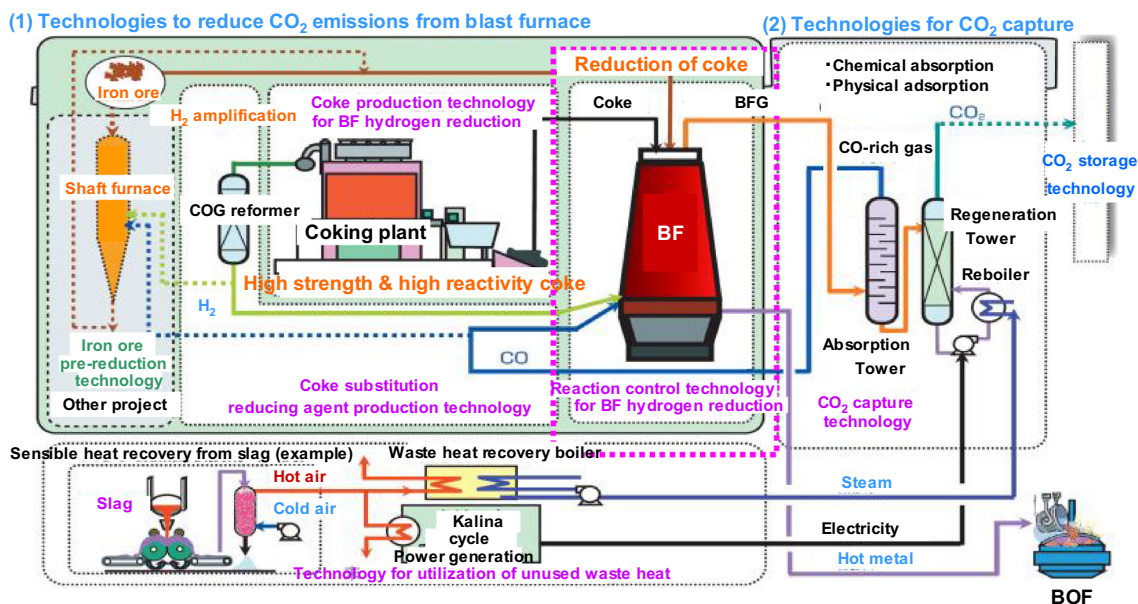 (1) Technologies to reduce CO₂ emissions from blast furnace
(2) Technologies for CO₂ capture
Reduction of coke
・Chemical absorption
・Physical adsorption
Iron ore
H₂ amplification
Coke production technology
for BF hydrogen reduction
Coke
BFG
CO₂
CO-rich gas
CO₂ storage
technology
Shaft furnace
COG reformer
Coking plant
BF
Regeneration
Tower
Reboiler
High strength & high reactivity coke
H₂
CO
Iron ore
pre-reduction
technology
Other project
Absorption
Tower
Coke substitution
reducing agent production technology
Reaction control technology
for BF hydrogen reduction
CO₂ capture
technology
Sensible heat recovery from slag (example)
Waste heat recovery boiler
Slag
Hot air
Cold air
Steam
Kalina
cycle
Power generation
Electricity
Hot metal
Technology for utilization of unused waste heat
BOF